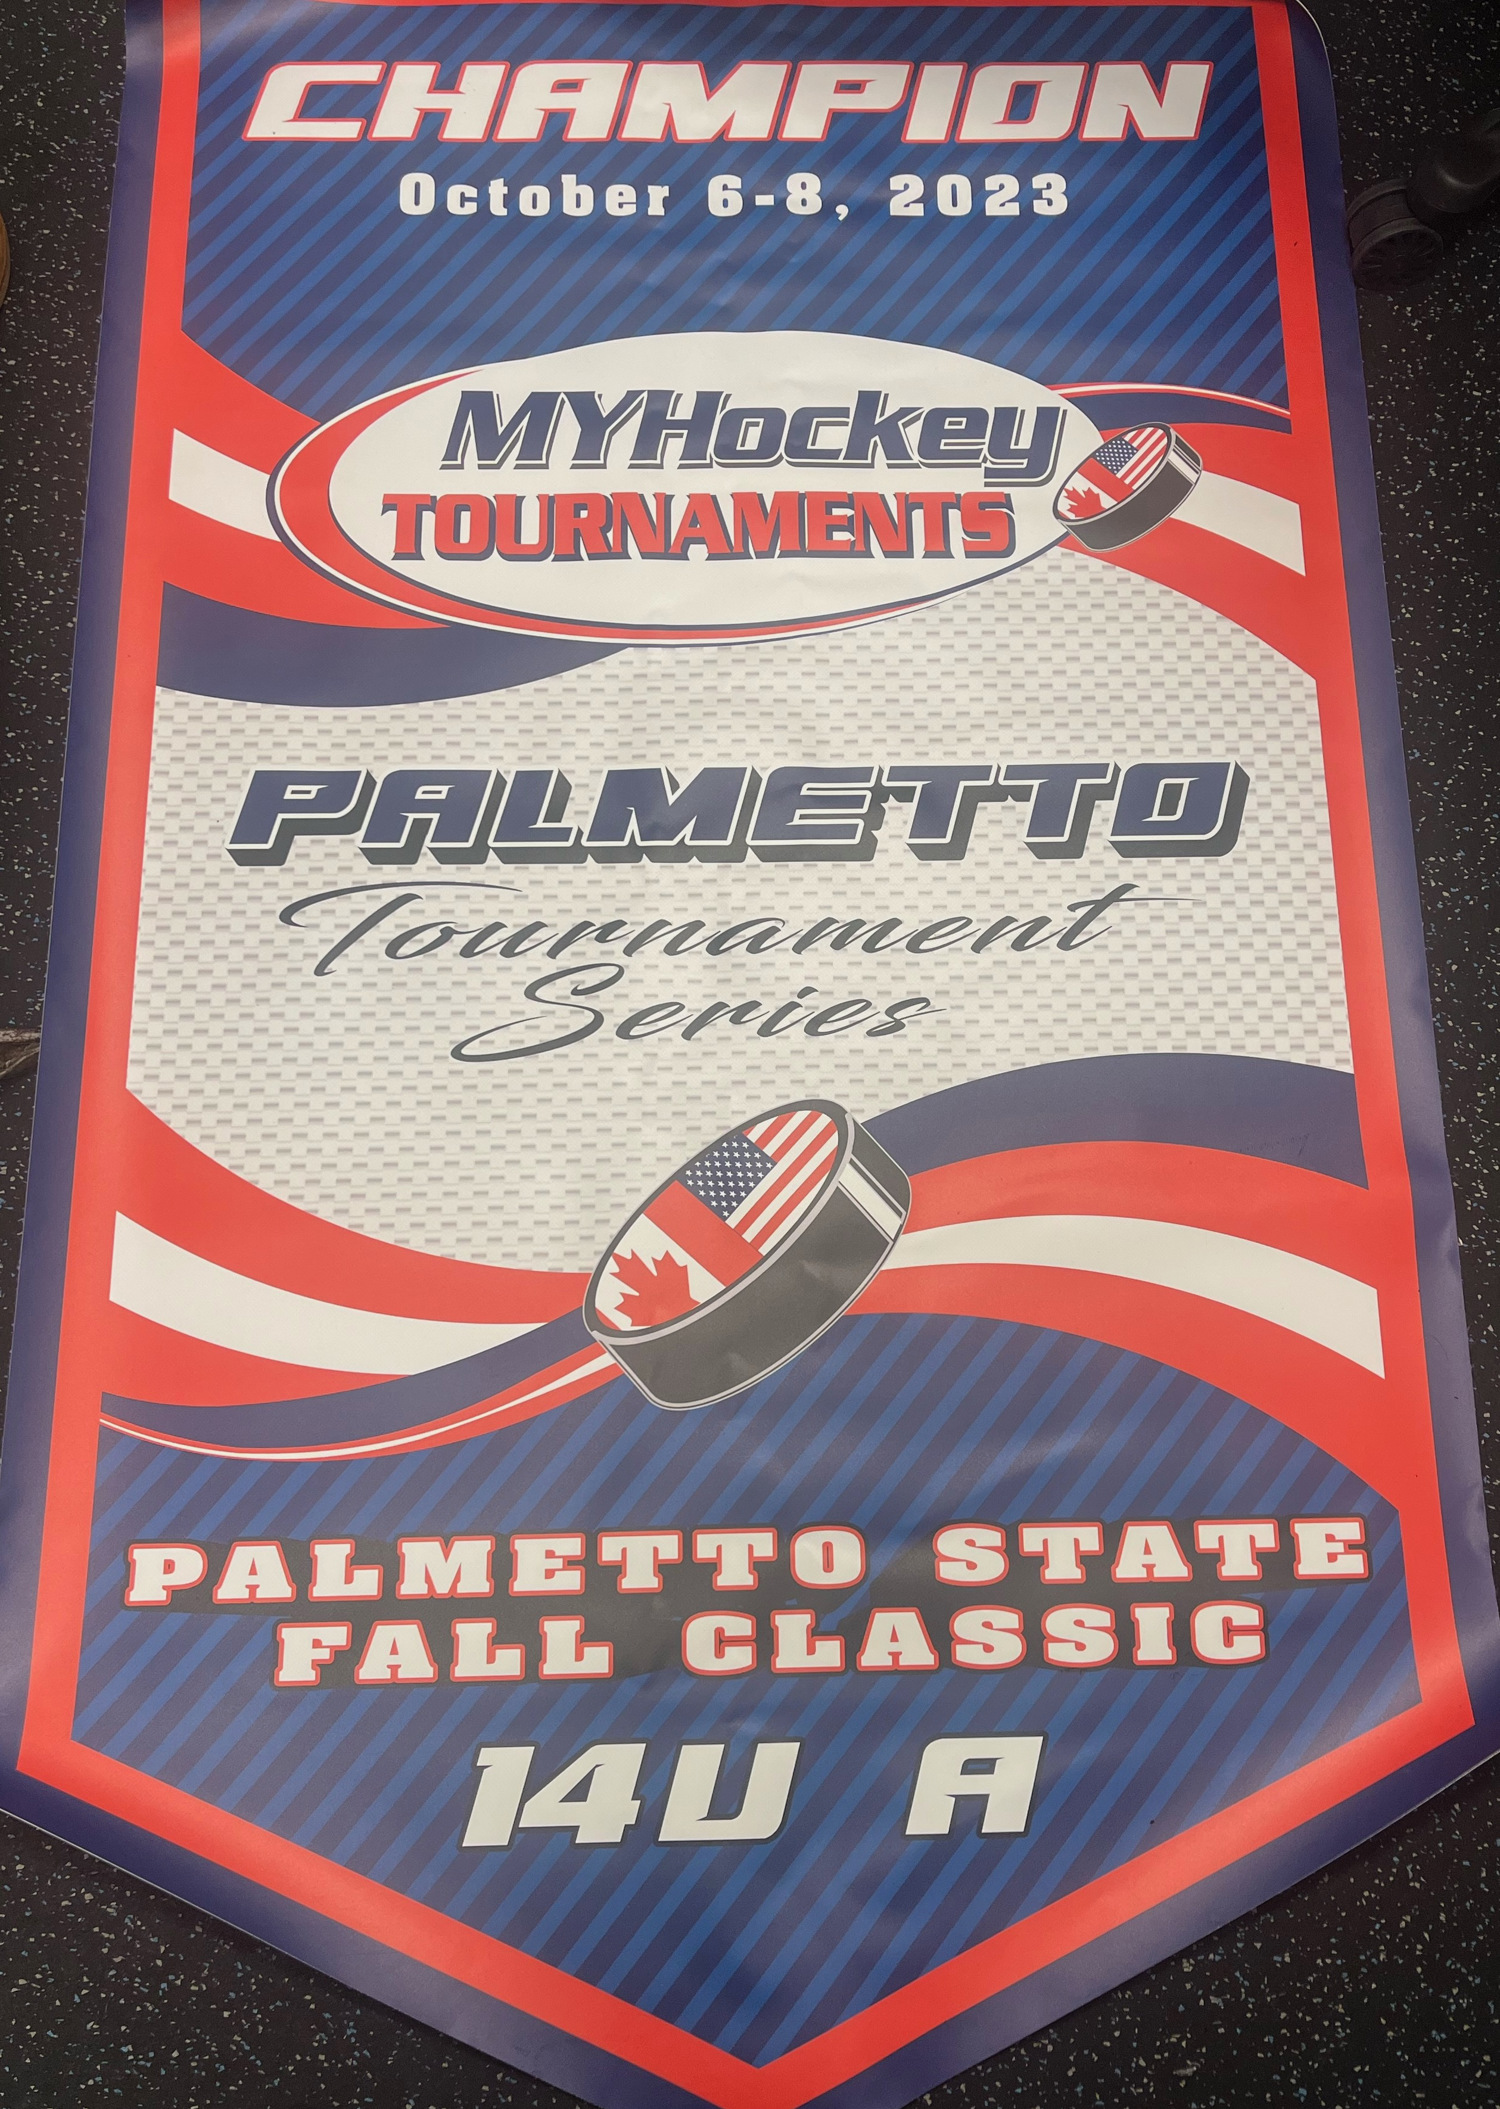 CHAMPION
October 6-8, 2023
MYHockey
TOURNAMENTS
PALMETTO
Tournament
Series
PALMETTO STATE
FALL CLASSIC
14U A